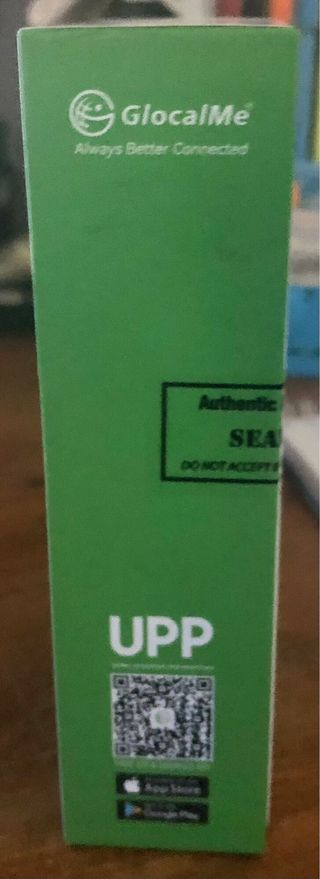 GlocalMe
Always Better Connected
Authentic
SEA
DO NOT ACCEPT
UPP
App Store
Google Play